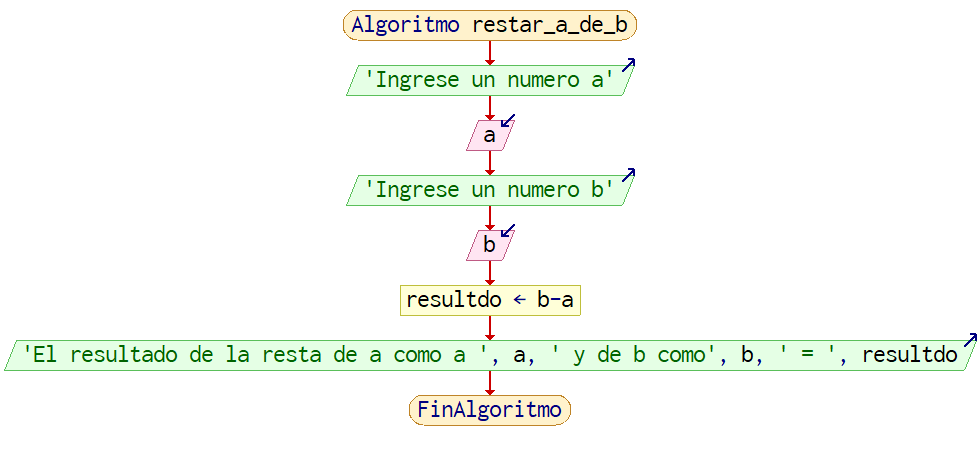 Algoritmo restar_a_de_b
'Ingrese un numero a'
a
'Ingrese un numero b'
b
resultdo ← b-a
'El resultado de la resta de a como a ', a, ' y de b como', b, ' = ', resultdo
FinAlgoritmo